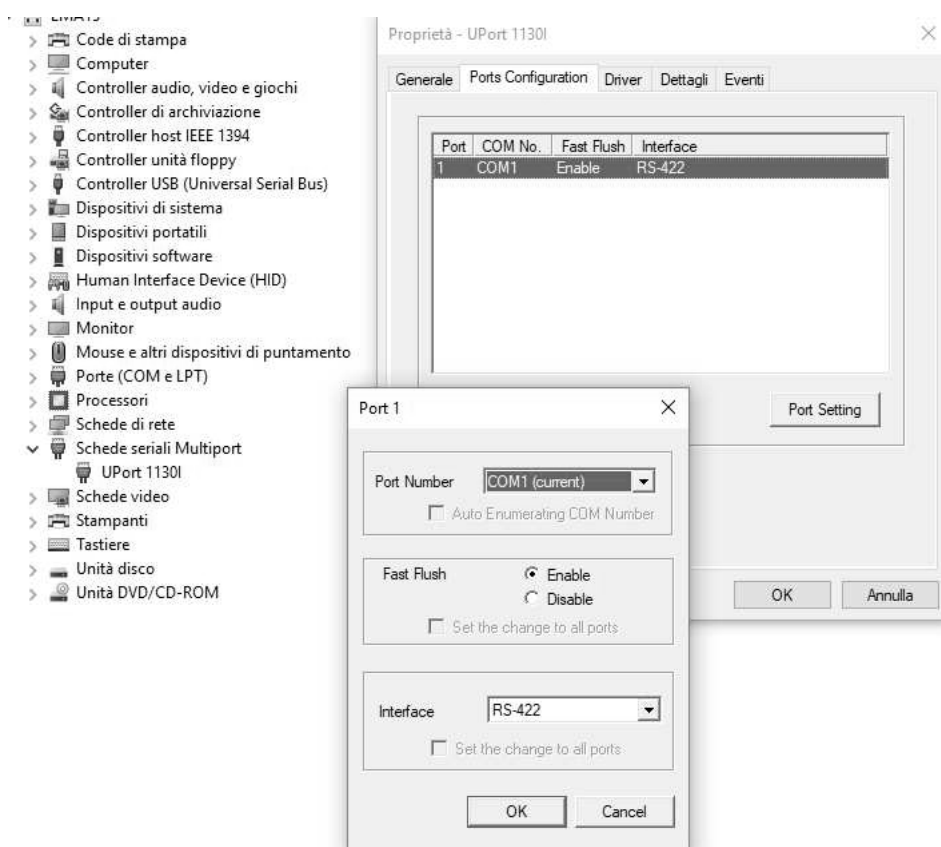 Code di stampa
Computer
Controller audio, video e giochi
Controller di archiviazione
Controller host IEEE 1394
Controller unità floppy
Controller USB (Universal Serial Bus)
Dispositivi di sistema
Dispositivi portatili
Dispositivi software
Human Interface Device (HID)
Input e output audio
Monitor
Mouse e altri dispositivi di puntamento
Porte (COM e LPT)
Processori
Schede di rete
Schede seriali Multiport
UPort 1130I
Schede video
Stampanti
Tastiere
Unità disco
Unità DVD/CD-ROM
Proprietà - UPort 1130I
Generale Ports Configuration Driver Dettagli Eventi
Port COM No. Fast Flush Interface
1 COM1 Enable RS-422
Port Setting
OK Annulla
Port 1
Port Number COM1 (current)
Auto Enumerating COM Number
Fast Flush Enable
Disable
Set the change to all ports
Interface RS-422
Set the change to all ports
OK Cancel